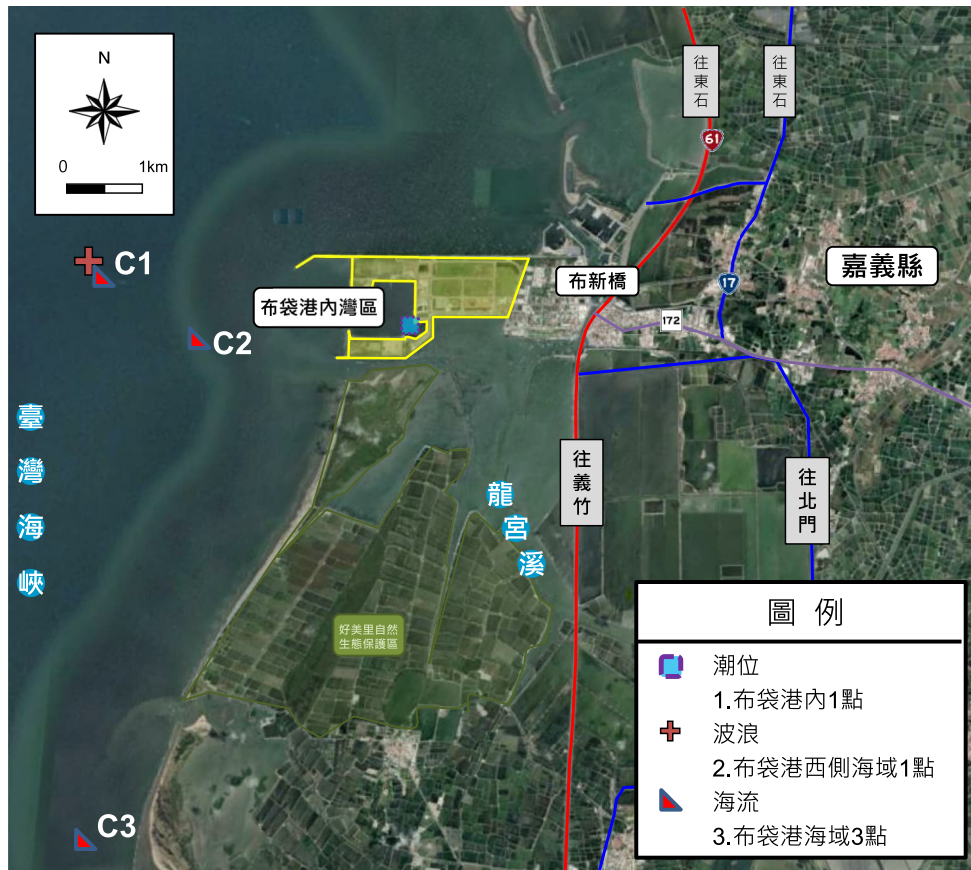 N
0 1km
往東石
往東石
61
C1
布袋港內灣區
布新橋
嘉義縣
17
172
C2
臺灣海峽
往義竹
往北門
龍宮溪
好美里自然
生態保護區
C3
圖例
潮位
1.布袋港內1點
波浪
2.布袋港西側海域1點
海流
3.布袋港海域3點